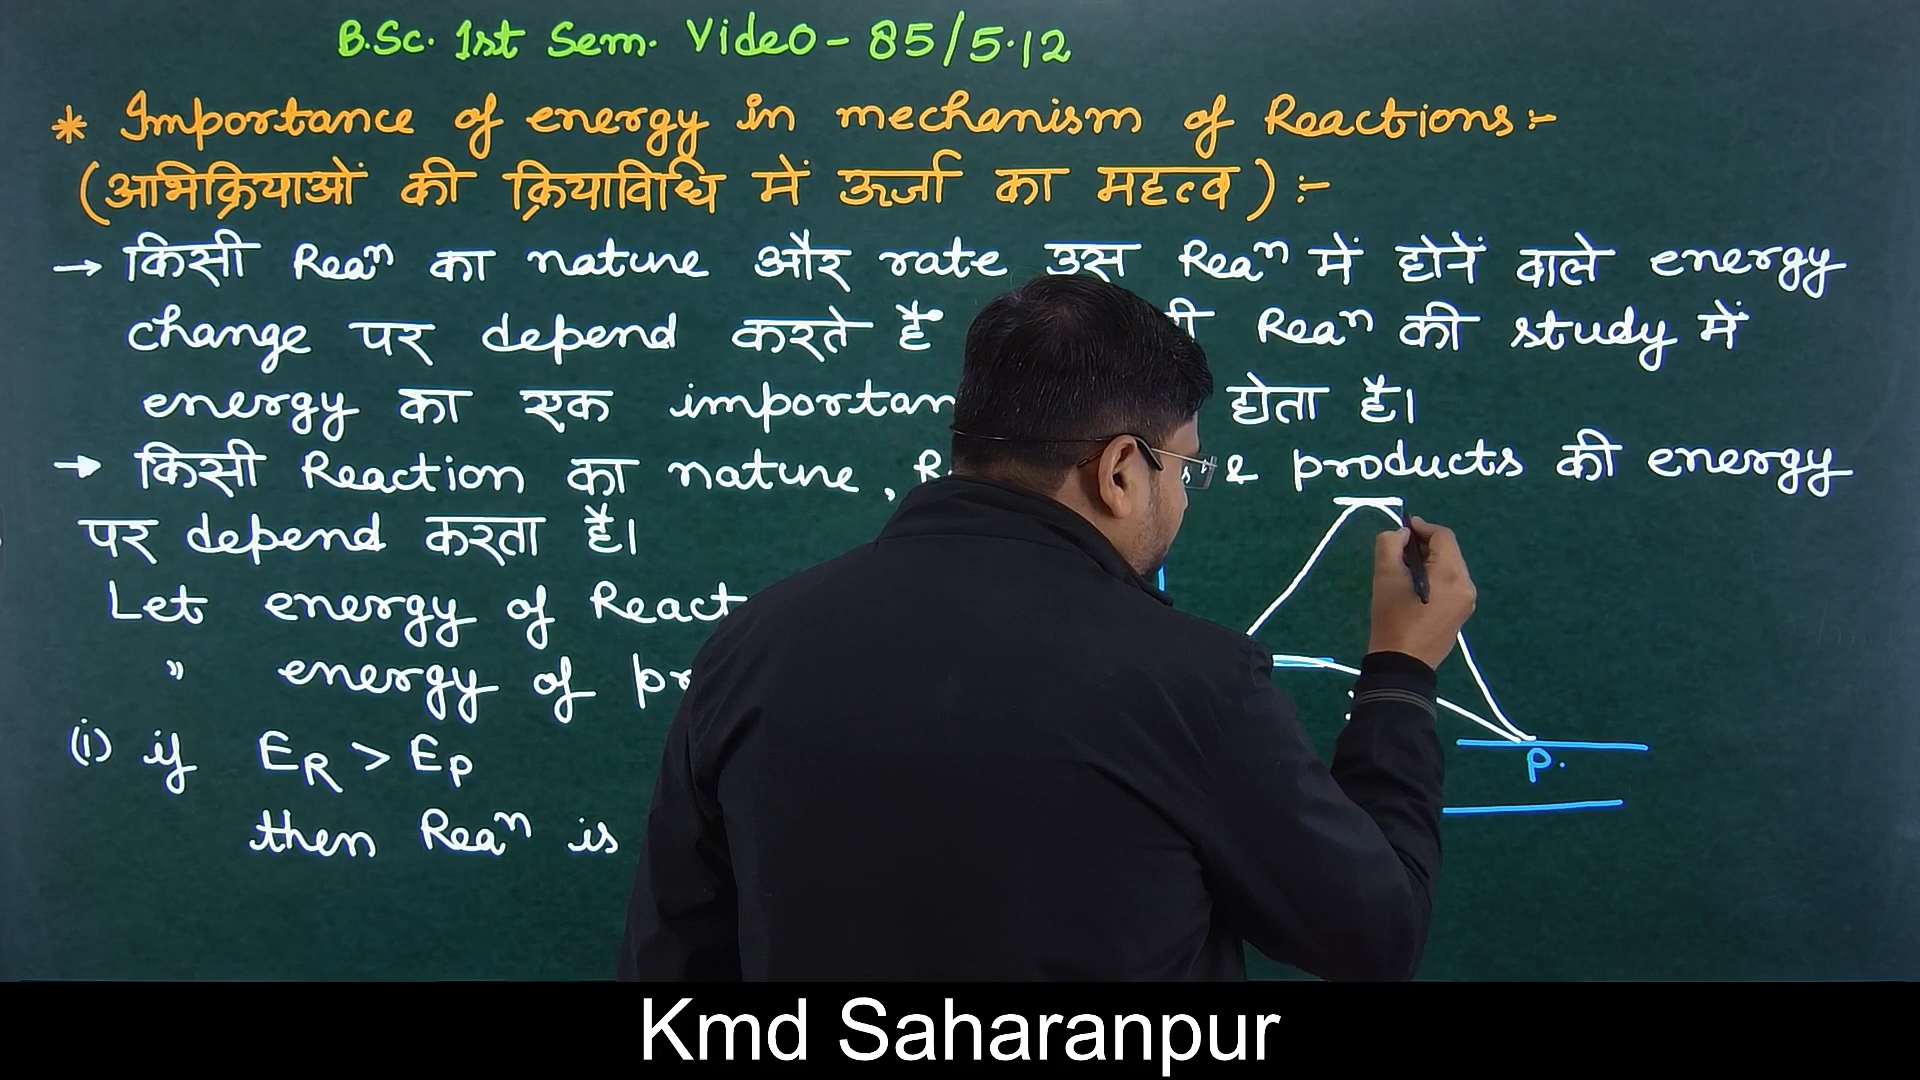 B.Sc. 1st Sem. Video - 85/5.12
* Importance of energy in mechanism of Reactions :-
(अभिक्रियाओं की क्रियाविधि में ऊर्जा का महत्व) :-
→ किसी Reaⁿ का nature और rate उस Reaⁿ में होनें वाले energy
change पर depend करते हैं Reaⁿ की study में
energy का एक importan होता है।
→ किसी Reaction का nature, & products की energy
पर depend करता है।
Let energy of React
" energy of pr
(i) if E_R > E_P
then Reaⁿ is
P.
Kmd Saharanpur